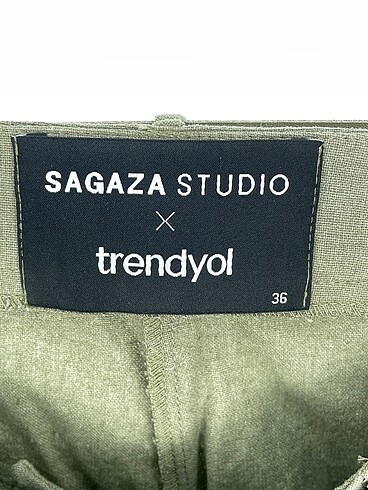 SAGAZA STUDIO
X
trendyol
36